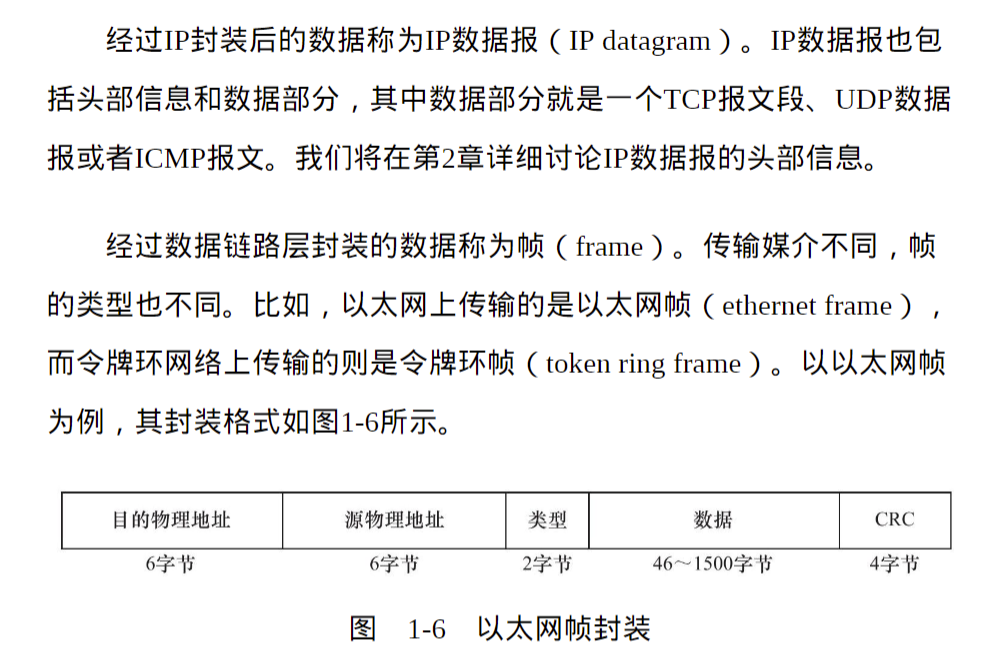 经过IP封装后的数据称为IP数据报（IP datagram）。IP数据报也包
括头部信息和数据部分，其中数据部分就是一个TCP报文段、UDP数据
报或者ICMP报文。我们将在第2章详细讨论IP数据报的头部信息。
经过数据链路层封装的数据称为帧（frame）。传输媒介不同，帧
的类型也不同。比如，以太网上传输的是以太网帧（ethernet frame），
而令牌环网络上传输的则是令牌环帧（token ring frame）。以以太网帧
为例，其封装格式如图1-6所示。
目的物理地址 源物理地址 类型 数据 CRC
6字节 6字节 2字节 46～1500字节 4字节
图 1-6 以太网帧封装